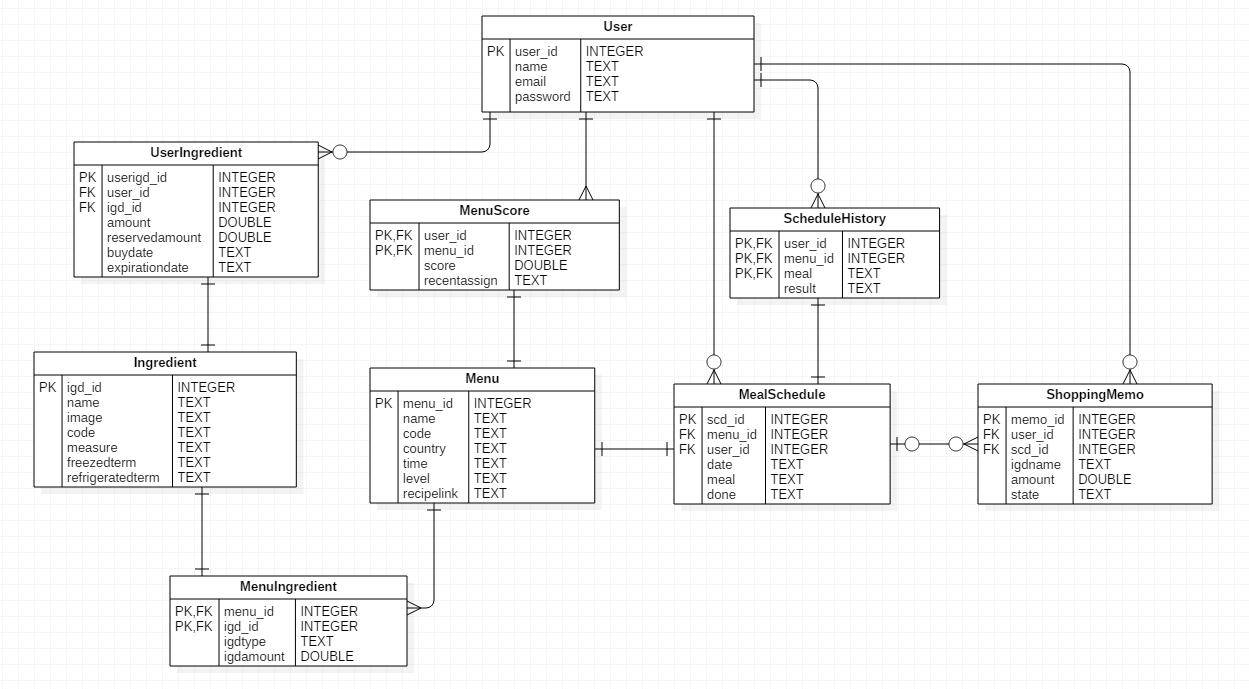 User
PK user_id INTEGER
name TEXT
email TEXT
password TEXT
UserIngredient
PK userigd_id INTEGER
FK user_id INTEGER
FK igd_id INTEGER
amount DOUBLE
reservedamount DOUBLE
buydate TEXT
expirationdate TEXT
MenuScore
PK,FK user_id INTEGER
PK,FK menu_id INTEGER
score DOUBLE
recentassign TEXT
ScheduleHistory
PK,FK user_id INTEGER
PK,FK menu_id INTEGER
PK,FK meal TEXT
result TEXT
Ingredient
PK igd_id INTEGER
name TEXT
image TEXT
code TEXT
measure TEXT
freezedterm TEXT
refrigeratedterm TEXT
Menu
PK menu_id INTEGER
name TEXT
code TEXT
country TEXT
time TEXT
level TEXT
recipelink TEXT
MealSchedule
PK scd_id INTEGER
FK menu_id INTEGER
FK user_id INTEGER
date TEXT
meal TEXT
done TEXT
ShoppingMemo
PK memo_id INTEGER
FK user_id INTEGER
FK scd_id INTEGER
igdname TEXT
amount DOUBLE
state TEXT
MenuIngredient
PK,FK menu_id INTEGER
PK,FK igd_id INTEGER
igdtype TEXT
igdamount DOUBLE